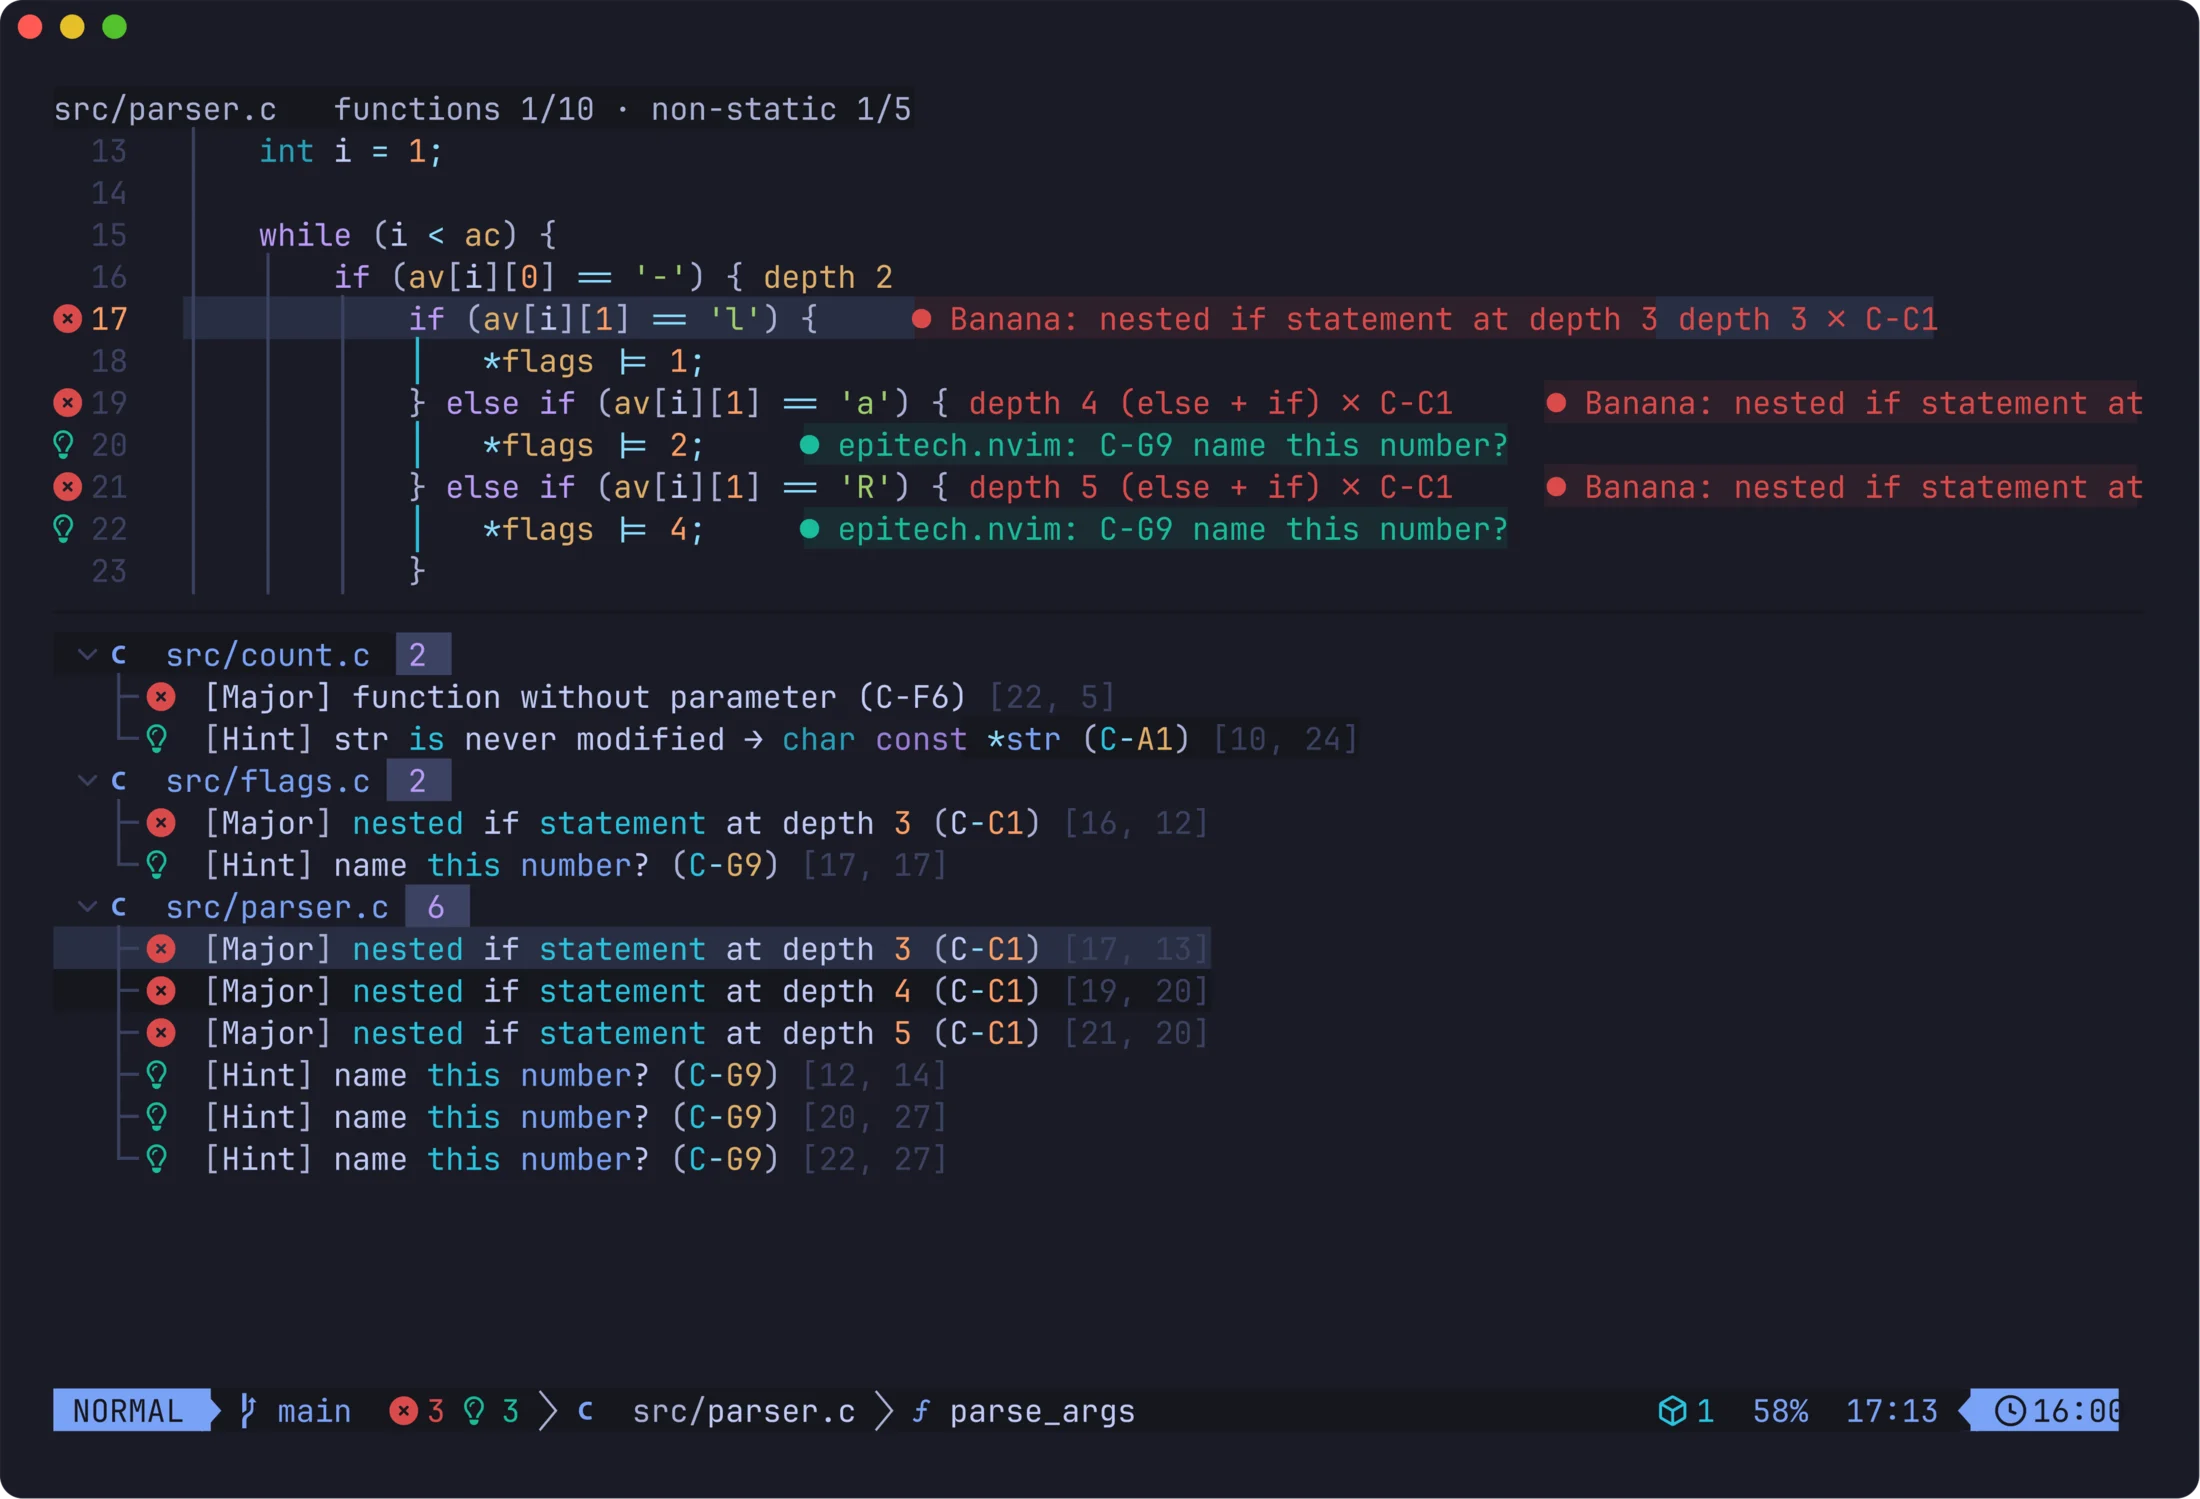 src/parser.c   functions 1/10 · non-static 1/5
13 int i = 1;
14
15 while (i < ac) {
16 if (av[i][0] == '-') { depth 2
17 if (av[i][1] == 'l') { ● Banana: nested if statement at depth 3 depth 3 × C-C1
18 *flags |= 1;
19 } else if (av[i][1] == 'a') { depth 4 (else + if) × C-C1 ● Banana: nested if statement at
20 *flags |= 2; ● epitech.nvim: C-G9 name this number?
21 } else if (av[i][1] == 'R') { depth 5 (else + if) × C-C1 ● Banana: nested if statement at
22 *flags |= 4; ● epitech.nvim: C-G9 name this number?
23 }
C src/count.c 2
[Major] function without parameter (C-F6) [22, 5]
[Hint] str is never modified → char const *str (C-A1) [10, 24]
C src/flags.c 2
[Major] nested if statement at depth 3 (C-C1) [16, 12]
[Hint] name this number? (C-G9) [17, 17]
C src/parser.c 6
[Major] nested if statement at depth 3 (C-C1) [17, 13]
[Major] nested if statement at depth 4 (C-C1) [19, 20]
[Major] nested if statement at depth 5 (C-C1) [21, 20]
[Hint] name this number? (C-G9) [12, 14]
[Hint] name this number? (C-G9) [20, 27]
[Hint] name this number? (C-G9) [22, 27]
NORMAL main 3 3 C src/parser.c f parse_args 1 58% 17:13 16:00